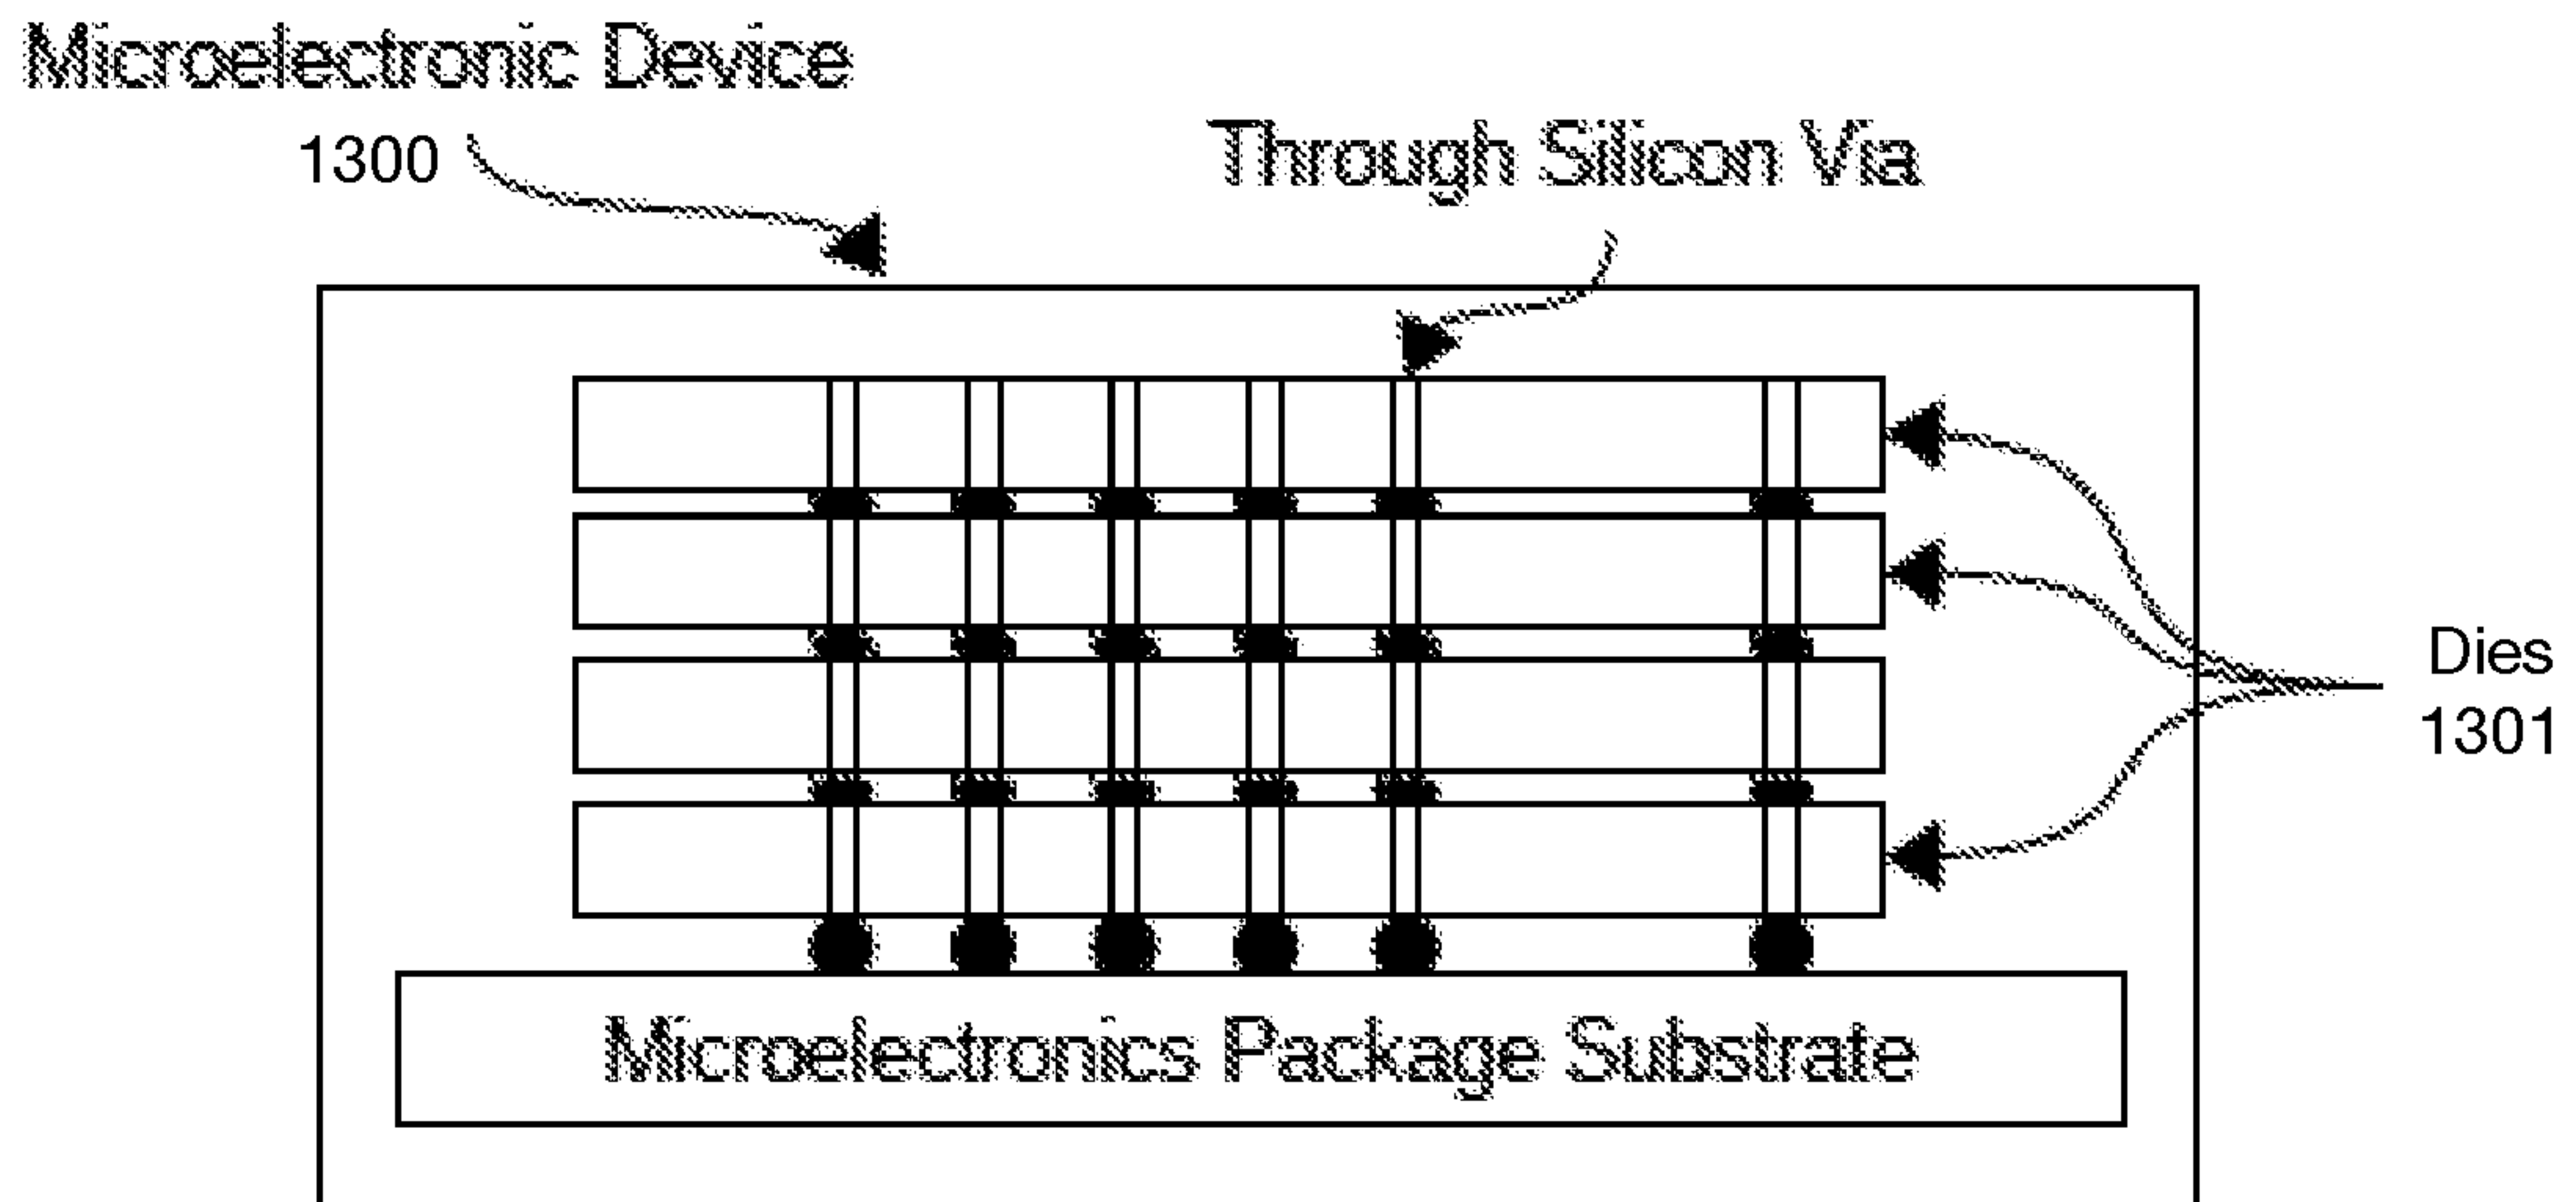 Microelectronic Device
1300
Through Silicon Via
Dies
1301
Microelectronics Package Substrate